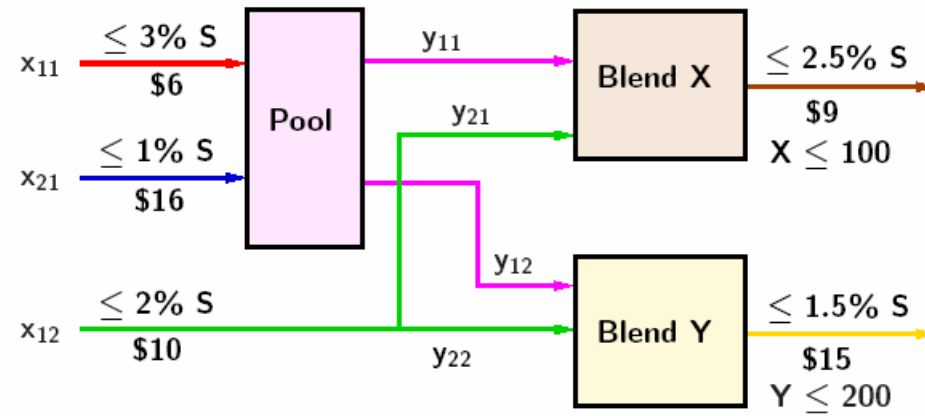 x₁₁
≤ 3% S
$6
x₂₁
≤ 1% S
$16
x₁₂
≤ 2% S
$10
Pool
y₁₁
y₂₁
y₁₂
y₂₂
Blend X
≤ 2.5% S
$9
X ≤ 100
Blend Y
≤ 1.5% S
$15
Y ≤ 200